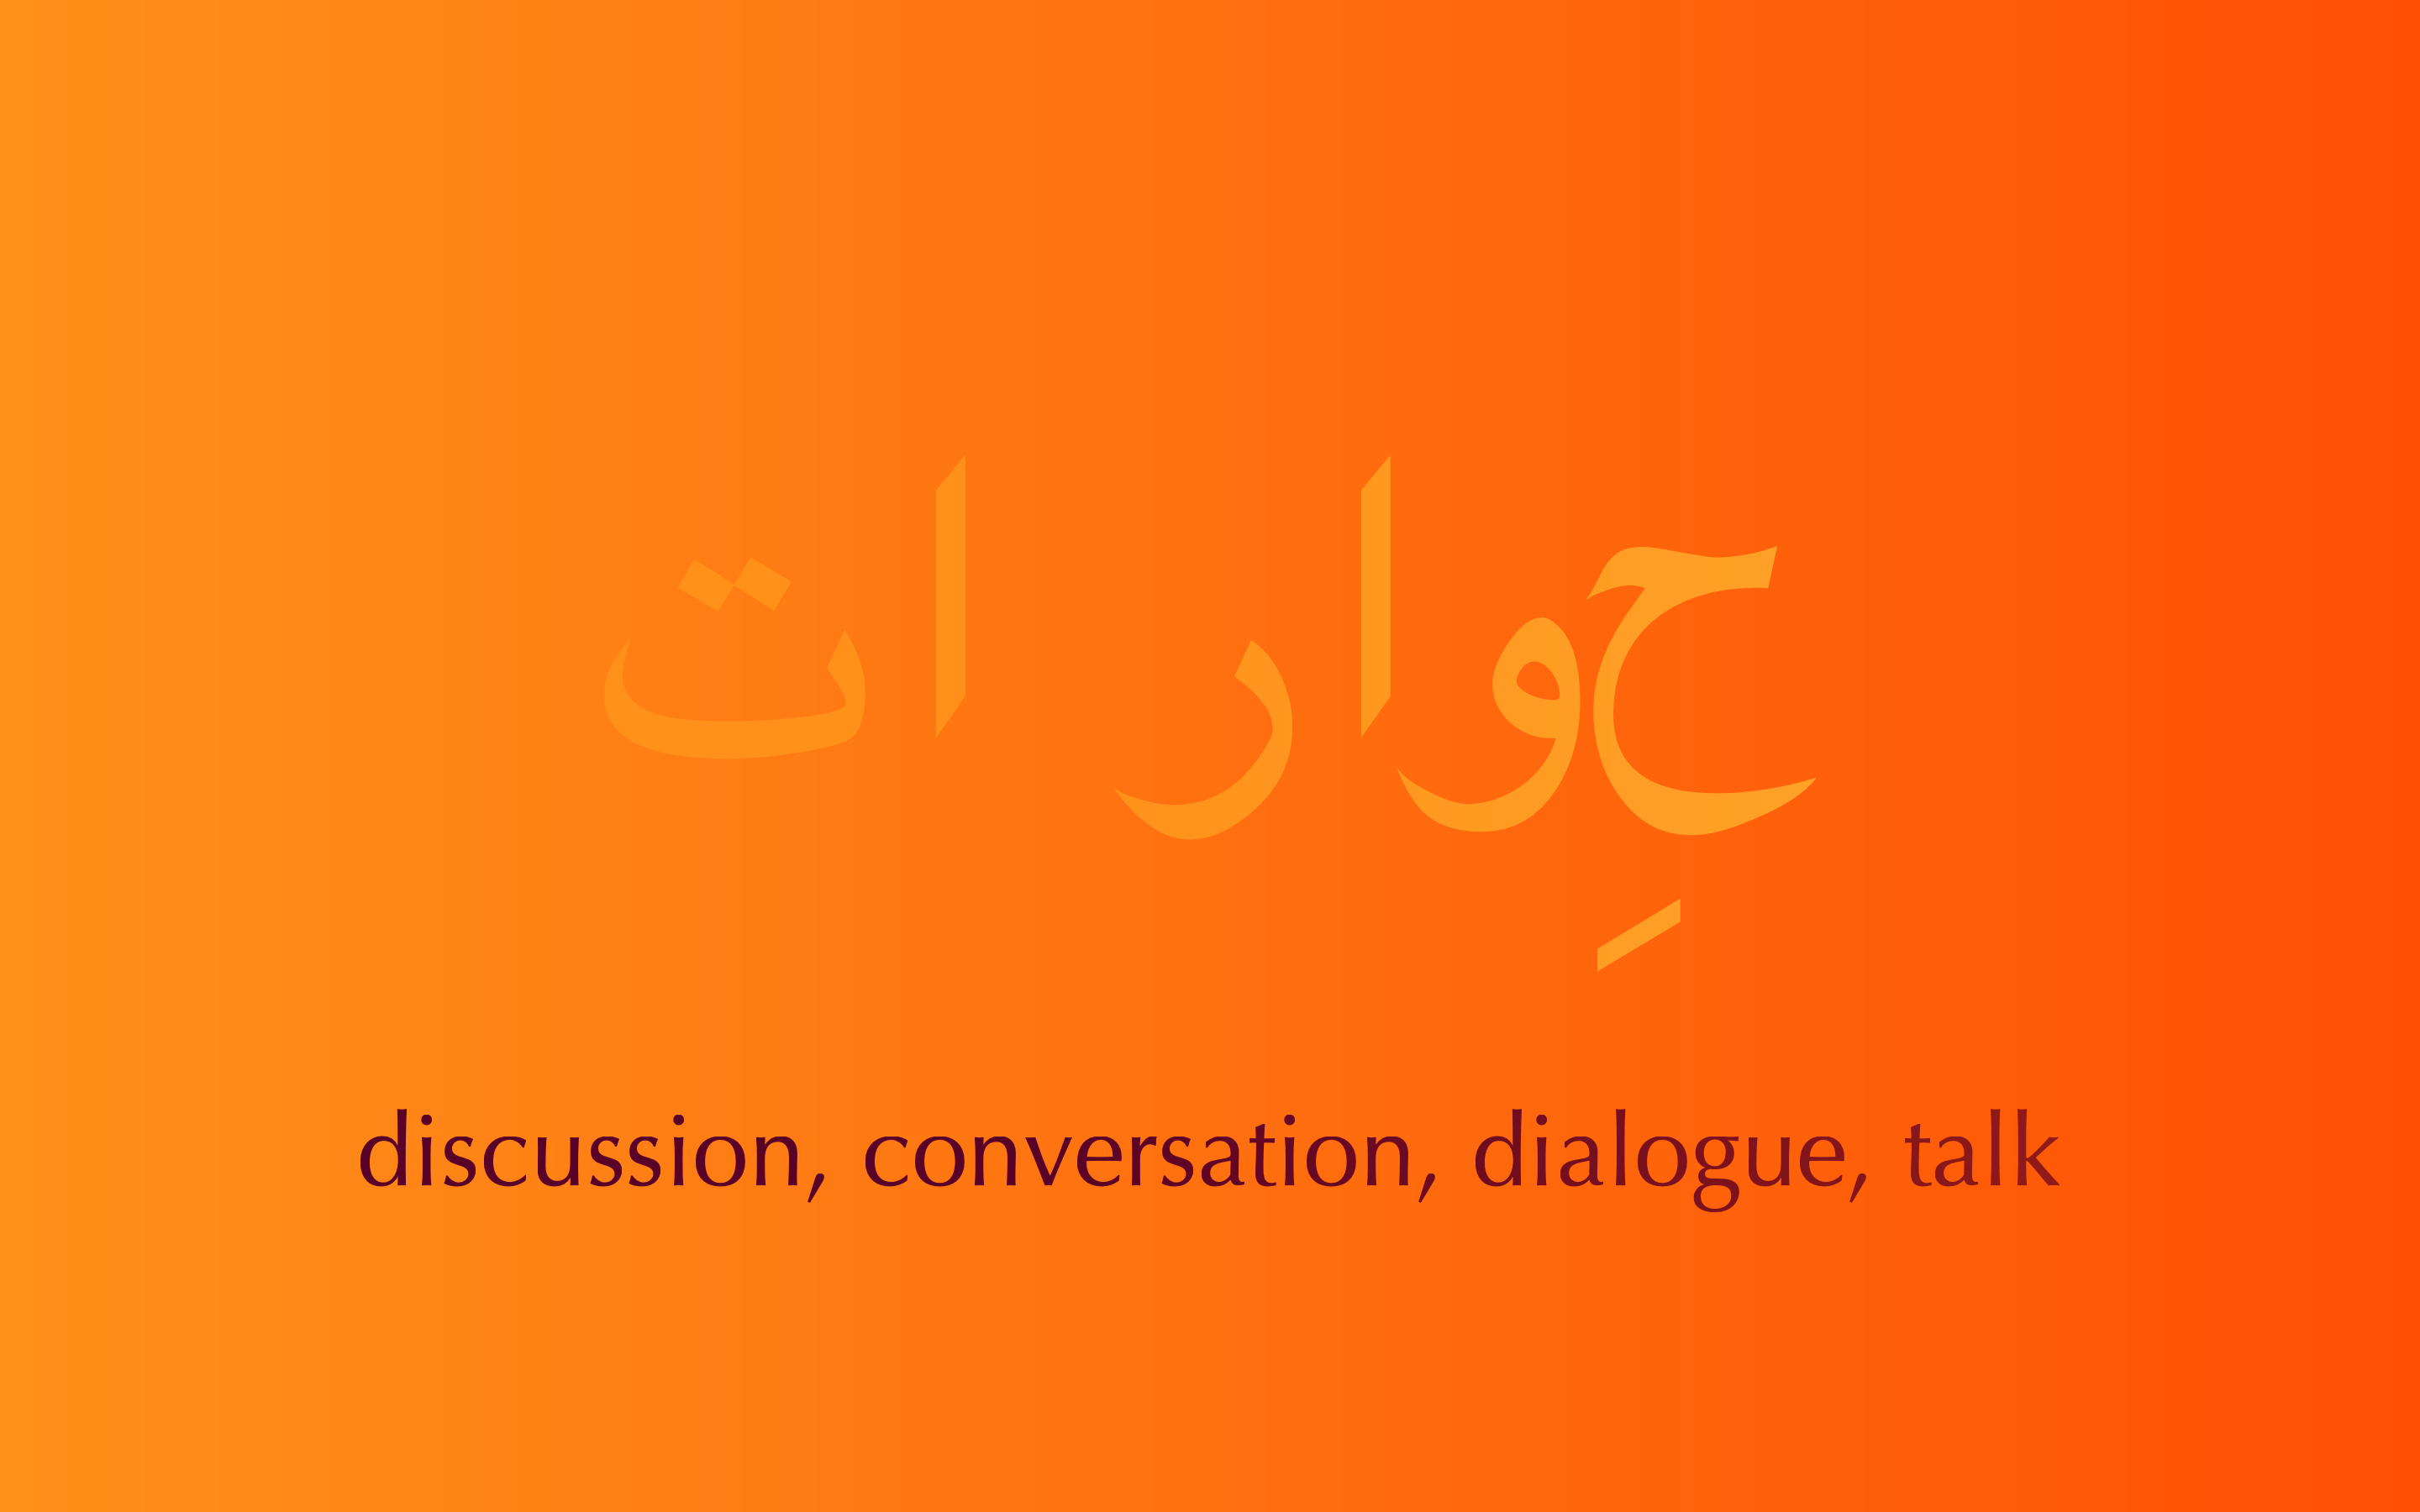 حِوارات
discussion, conversation, dialogue, talk